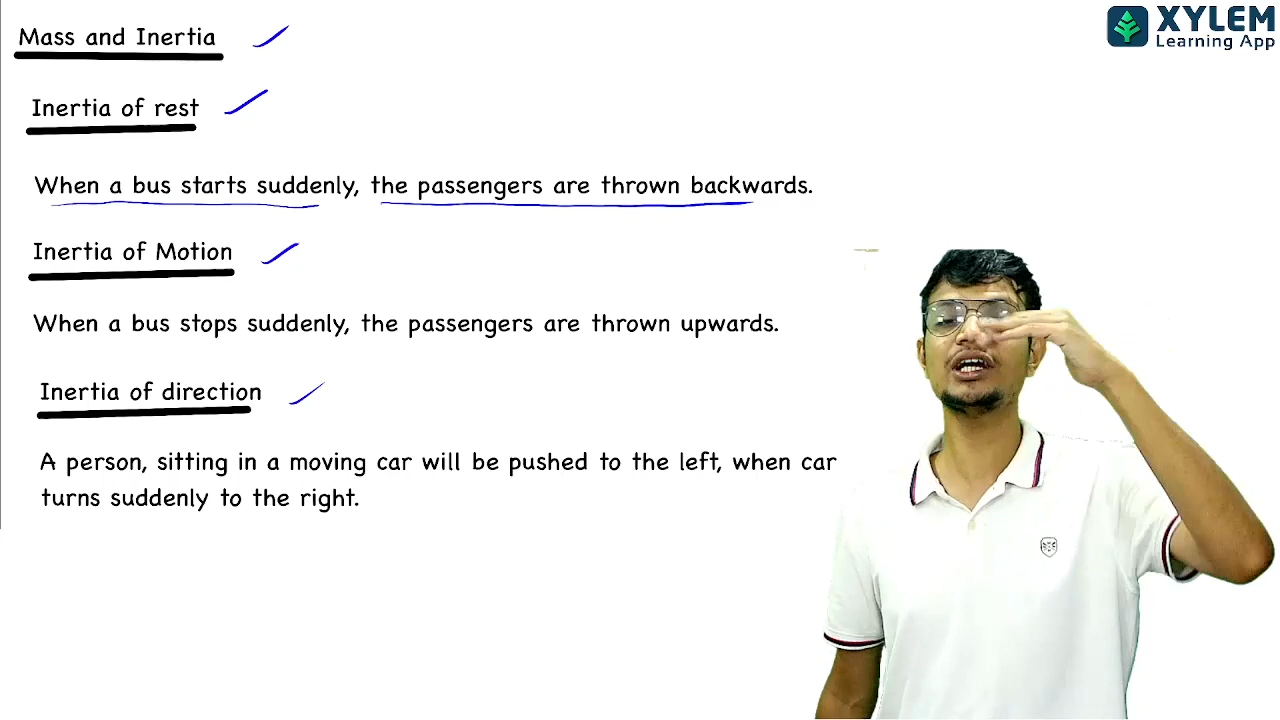 XYLEM
Learning App
Mass and Inertia
Inertia of rest
When a bus starts suddenly, the passengers are thrown backwards.
Inertia of Motion
When a bus stops suddenly, the passengers are thrown upwards.
Inertia of direction
A person, sitting in a moving car will be pushed to the left, when car
turns suddenly to the right.